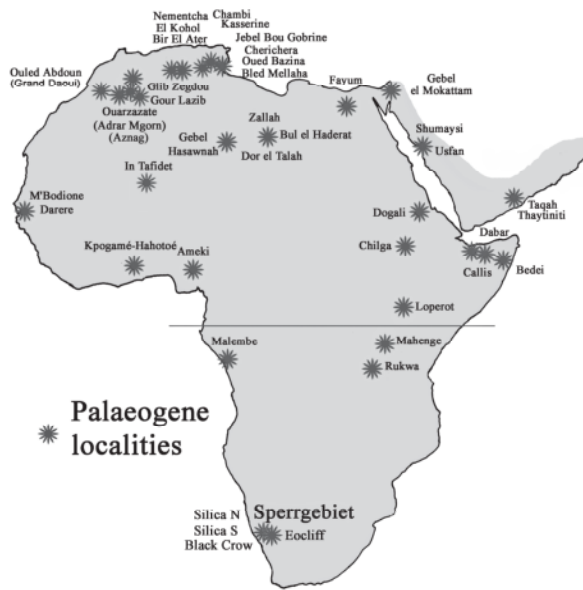 Nementcha
El Kohol
Bir El Ater
Chambi
Kasserine
Jebel Bou Gobrine
Cherichera
Oued Bazina
Bled Mellaha
Ouled Abdoun
(Grand Daoui)
Glib Zegdou
Gour Lazib
Ouarzazate
(Adrar Mgorn)
(Aznag)
Fayum
Gebel
el Mokattam
Zallah
Bul el Haderat
Dor el Talah
Gebel
Hasawnah
Shumaysi
Usfan
In Tafidet
M'Bodione
Darere
Taqah
Thaytiniti
Dogali
Dabar
Kpogamé-Hahotoé
Ameki
Chilga
Callis
Bedei
Loperot
Malembe
Mahenge
Rukwa
Palaeogene
localities
Silica N
Silica S
Black Crow
Sperrgebiet
Eocliff